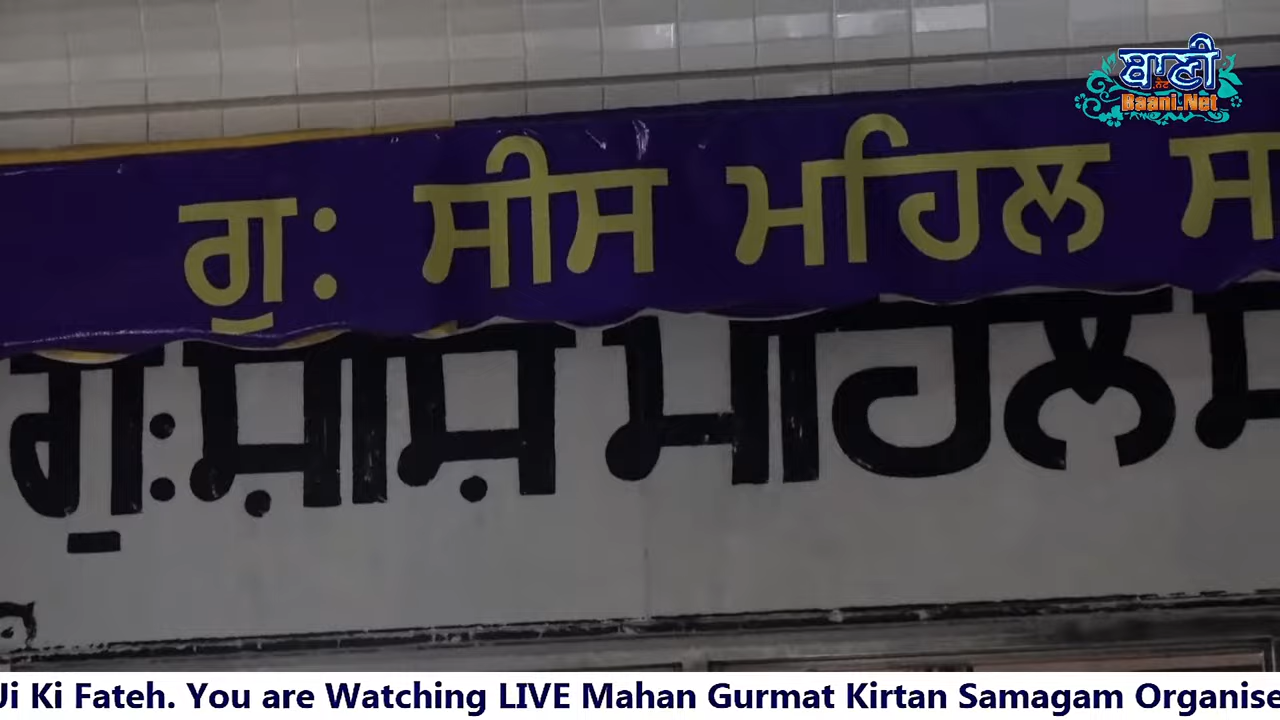 ਬਾਣੀ
ਨੇਟ
Baani.Net
ਗੁ: ਸੀਸ ਮਹਿਲ
ਗੁ: ਸ਼ੀਸ਼ ਮਹਿਲ
Ji Ki Fateh. You are Watching LIVE Mahan Gurmat Kirtan Samagam Organise